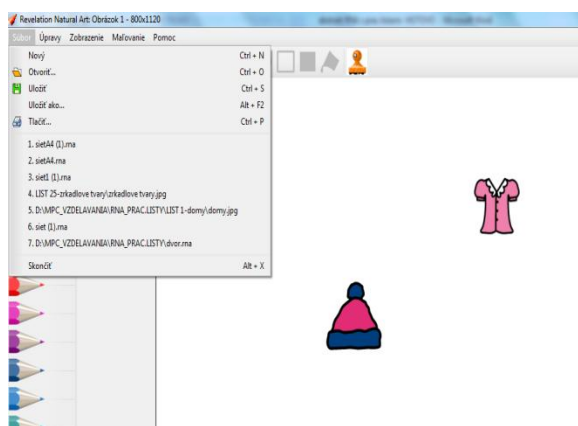 Revelation Natural Art: Obrázok 1 - 800x1120
Súbor Úpravy Zobrazenie Maľovanie Pomoc
Nový Ctrl + N
Otvoriť... Ctrl + O
Uložiť Ctrl + S
Uložiť ako... Alt + F2
Tlačiť... Ctrl + P
1. sietA4 (1).rna
2. sietA4.rna
3. siet1 (1).rna
4. LIST 25-zrkadlove tvary\zrkadlove tvary.jpg
5. D:\MPC_VZDELAVANIA\RNA_PRAC.LISTY\LIST 1-domy\domy.jpg
6. siet (1).rna
7. D:\MPC_VZDELAVANIA\RNA_PRAC.LISTY\dvor.rna
Skončiť Alt + X